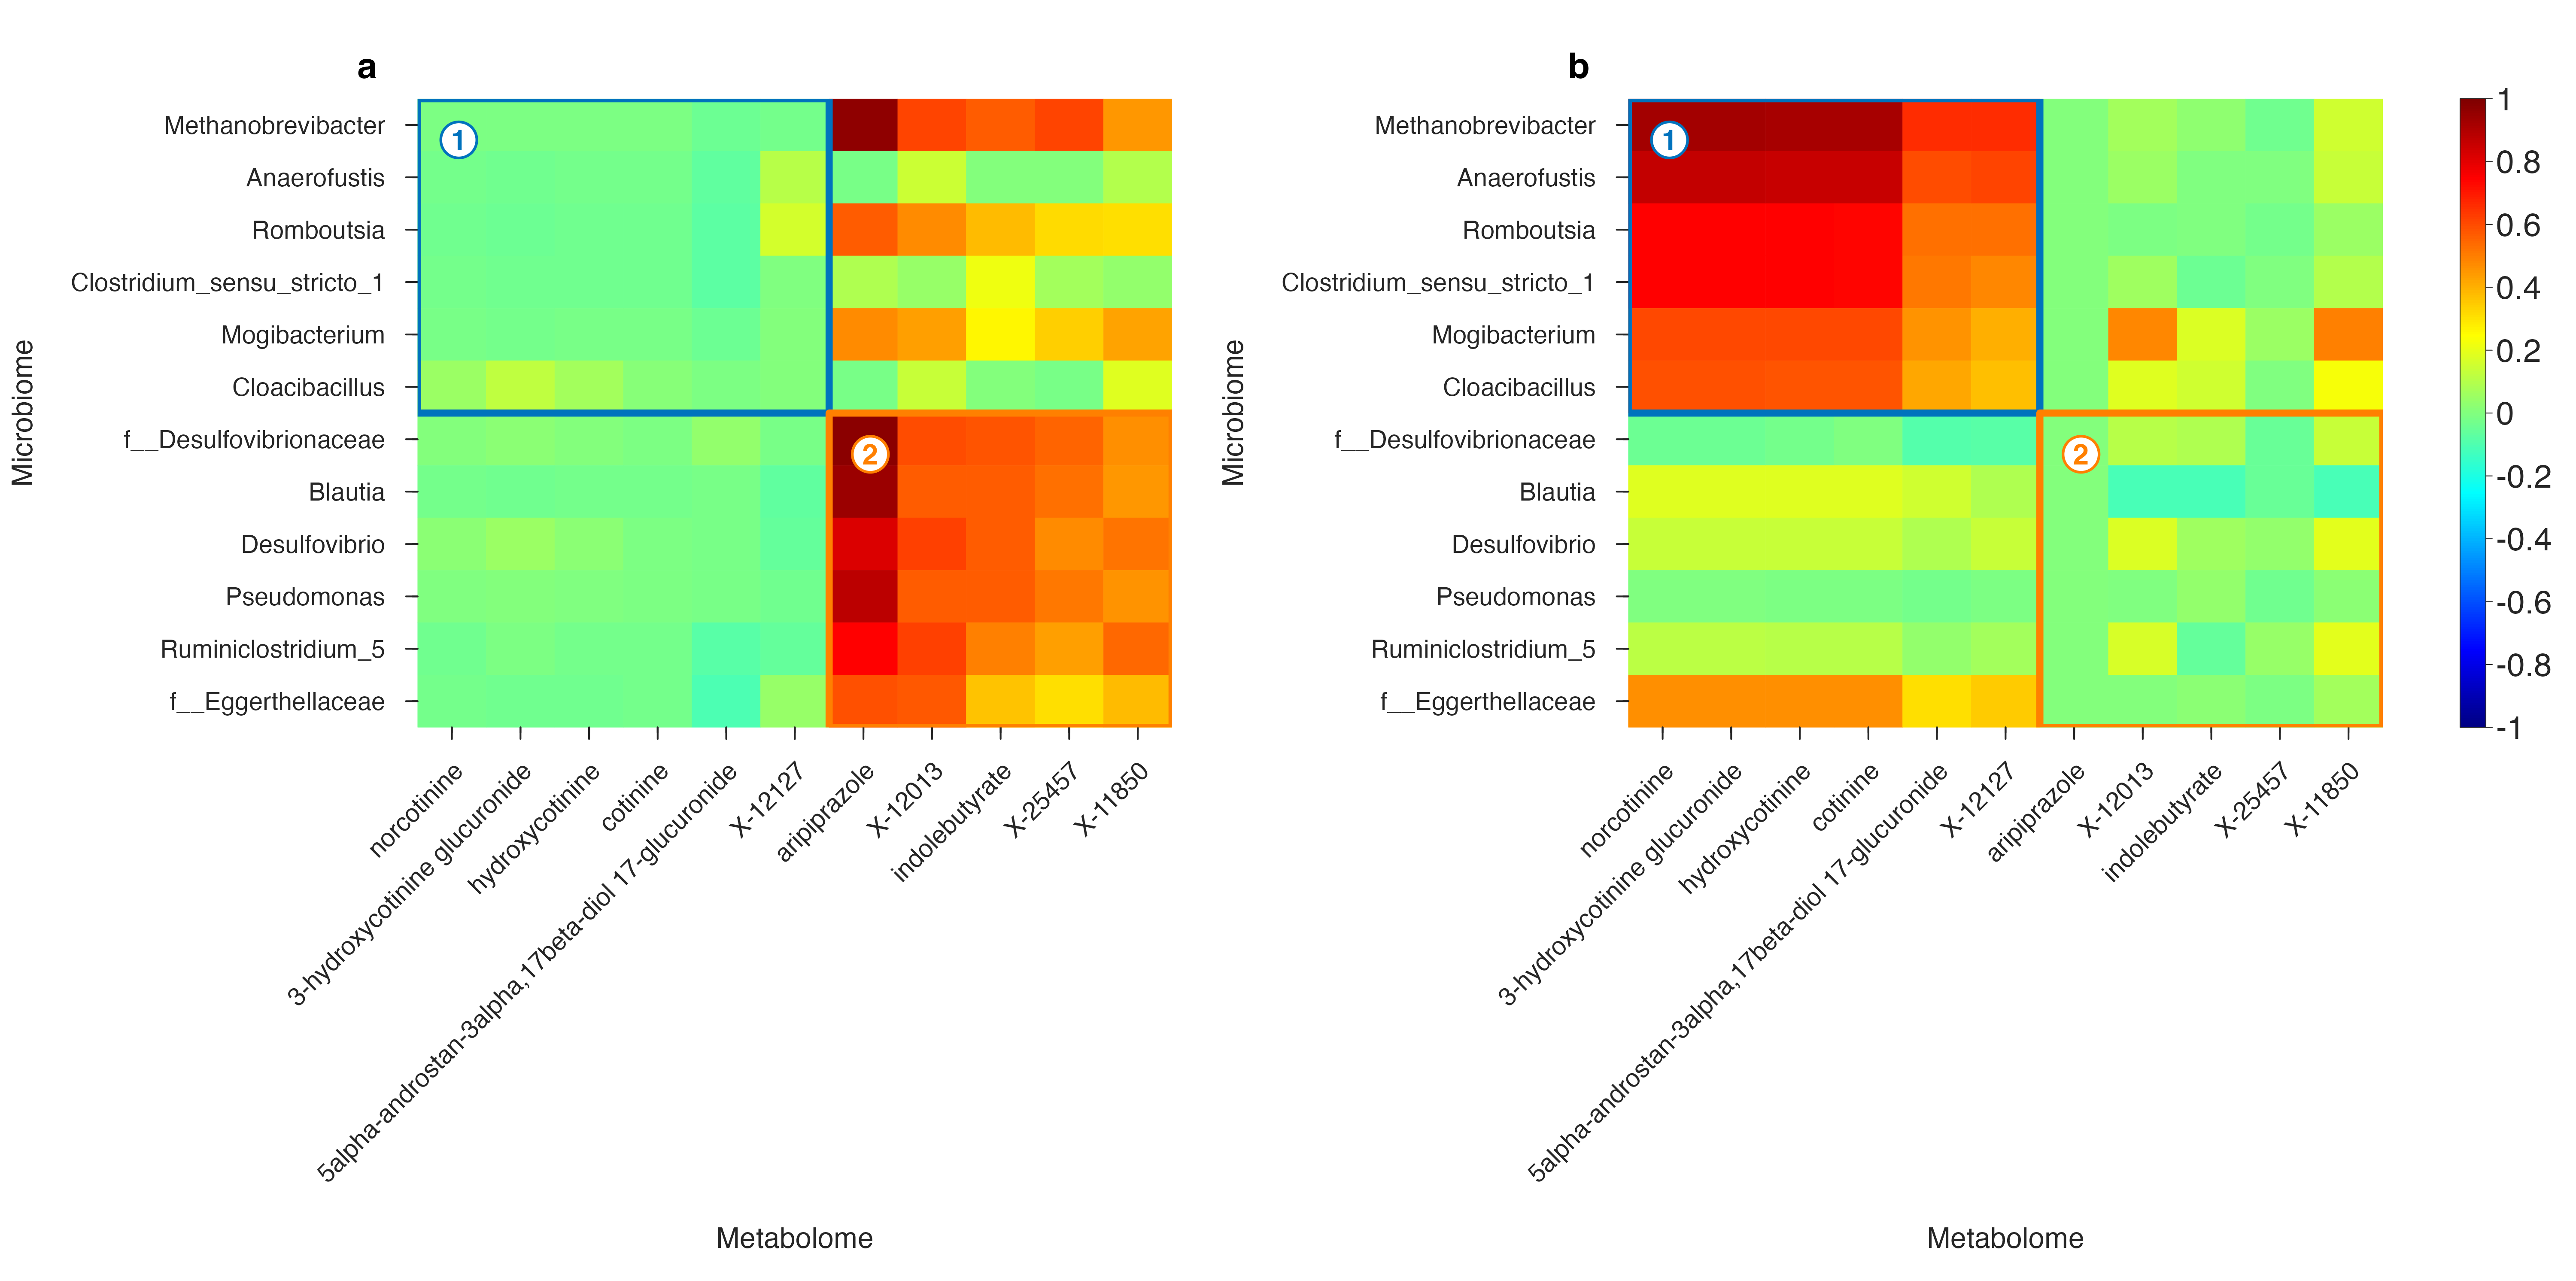 a
Microbiome
Methanobrevibacter
Anaerofustis
Romboutsia
Clostridium_sensu_stricto_1
Mogibacterium
Cloacibacillus
f__Desulfovibrionaceae
Blautia
Desulfovibrio
Pseudomonas
Ruminiclostridium_5
f__Eggerthellaceae
1
2
norcotinine
3-hydroxycotinine glucuronide
hydroxycotinine
cotinine
5alpha-androstan-3alpha,17beta-diol 17-glucuronide
X-12127
aripiprazole
X-12013
indolebutyrate
X-25457
X-11850
Metabolome
b
Microbiome
Methanobrevibacter
Anaerofustis
Romboutsia
Clostridium_sensu_stricto_1
Mogibacterium
Cloacibacillus
f__Desulfovibrionaceae
Blautia
Desulfovibrio
Pseudomonas
Ruminiclostridium_5
f__Eggerthellaceae
1
2
norcotinine
3-hydroxycotinine glucuronide
hydroxycotinine
cotinine
5alpha-androstan-3alpha,17beta-diol 17-glucuronide
X-12127
aripiprazole
X-12013
indolebutyrate
X-25457
X-11850
Metabolome
1
0.8
0.6
0.4
0.2
0
-0.2
-0.4
-0.6
-0.8
-1